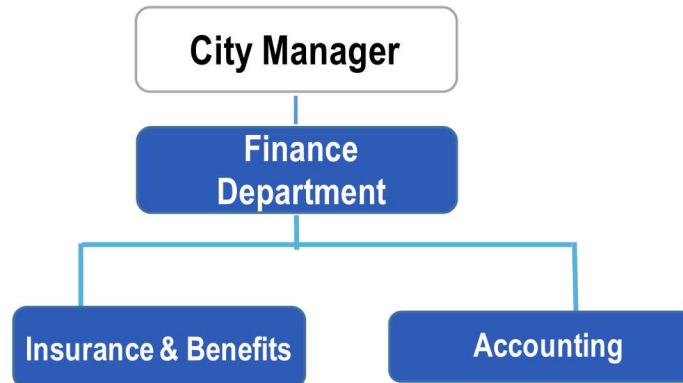 City Manager
Finance
Department
Insurance & Benefits
Accounting